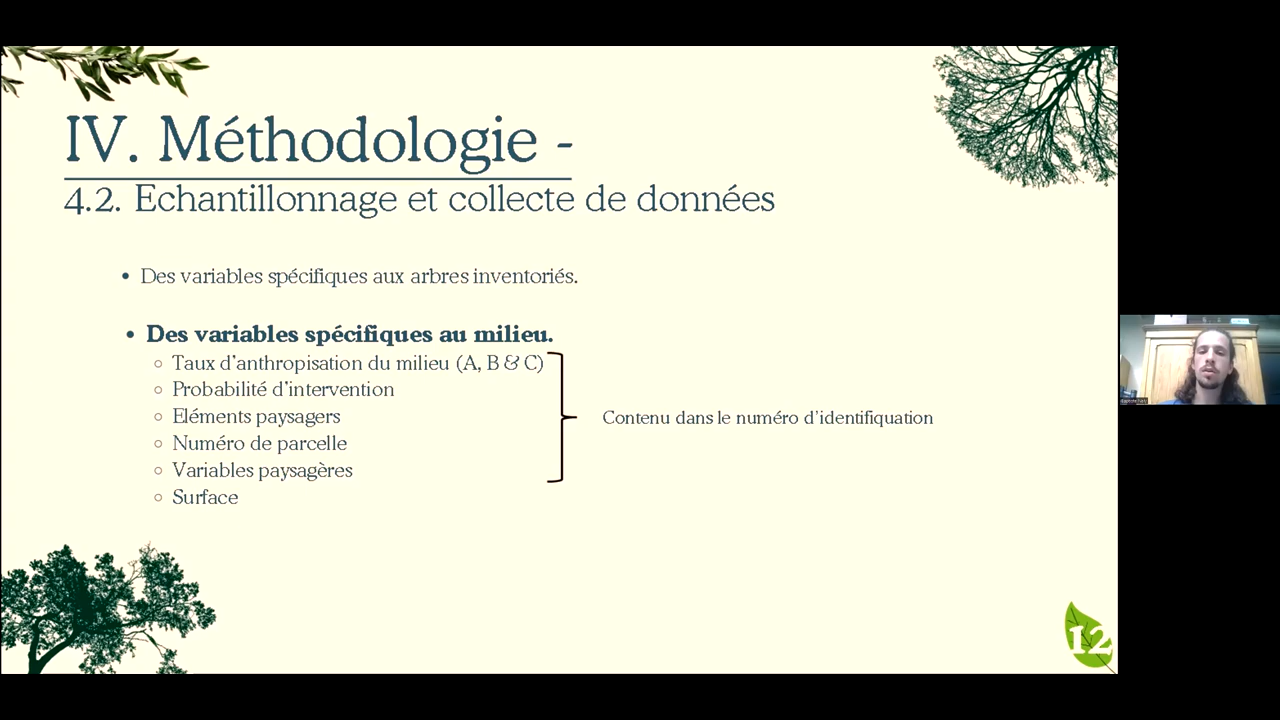 IV. Méthodologie -
4.2. Echantillonnage et collecte de données
• Des variables spécifiques aux arbres inventoriés.
• Des variables spécifiques au milieu.
○ Taux d'anthropisation du milieu (A, B & C)
○ Probabilité d'intervention
○ Eléments paysagers
○ Numéro de parcelle
○ Variables paysagères
○ Surface
Contenu dans le numéro d'identifiquation
12